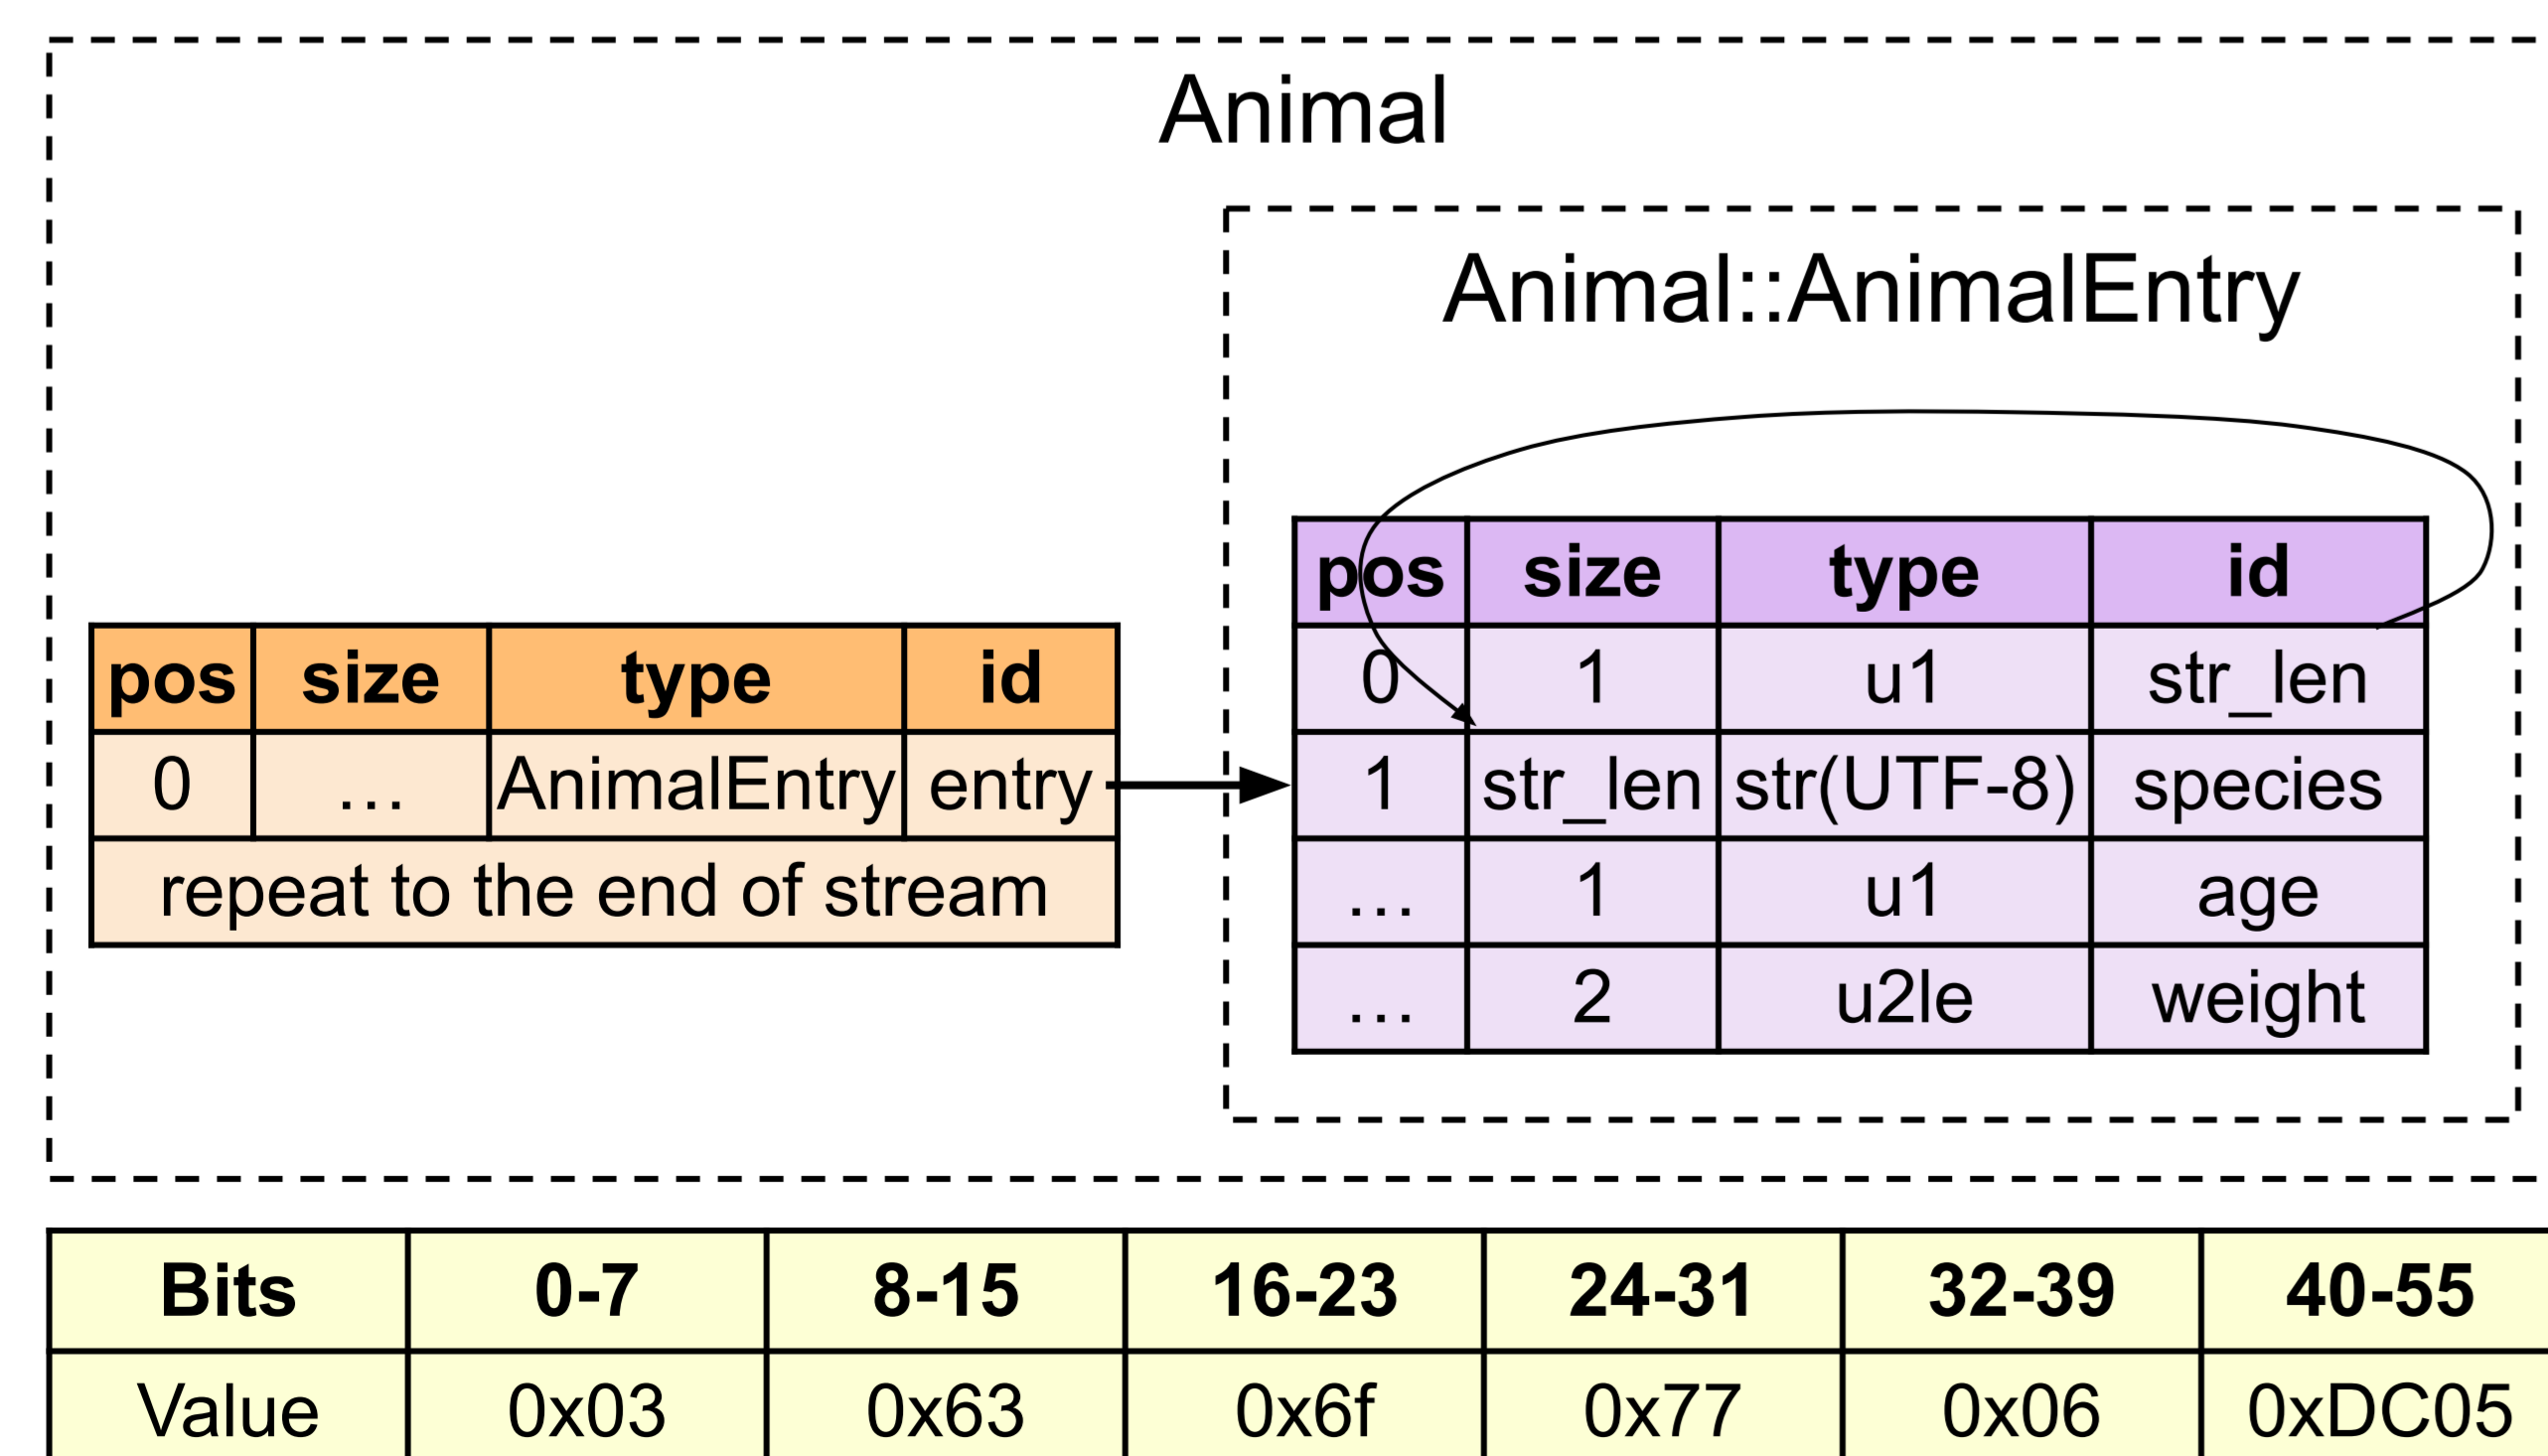 Animal
Animal::AnimalEntry
pos size type id
0 … AnimalEntry entry
repeat to the end of stream
pos size type id
0 1 u1 str_len
1 str_len str(UTF-8) species
… 1 u1 age
… 2 u2le weight
Bits 0-7 8-15 16-23 24-31 32-39 40-55
Value 0x03 0x63 0x6f 0x77 0x06 0xDC05